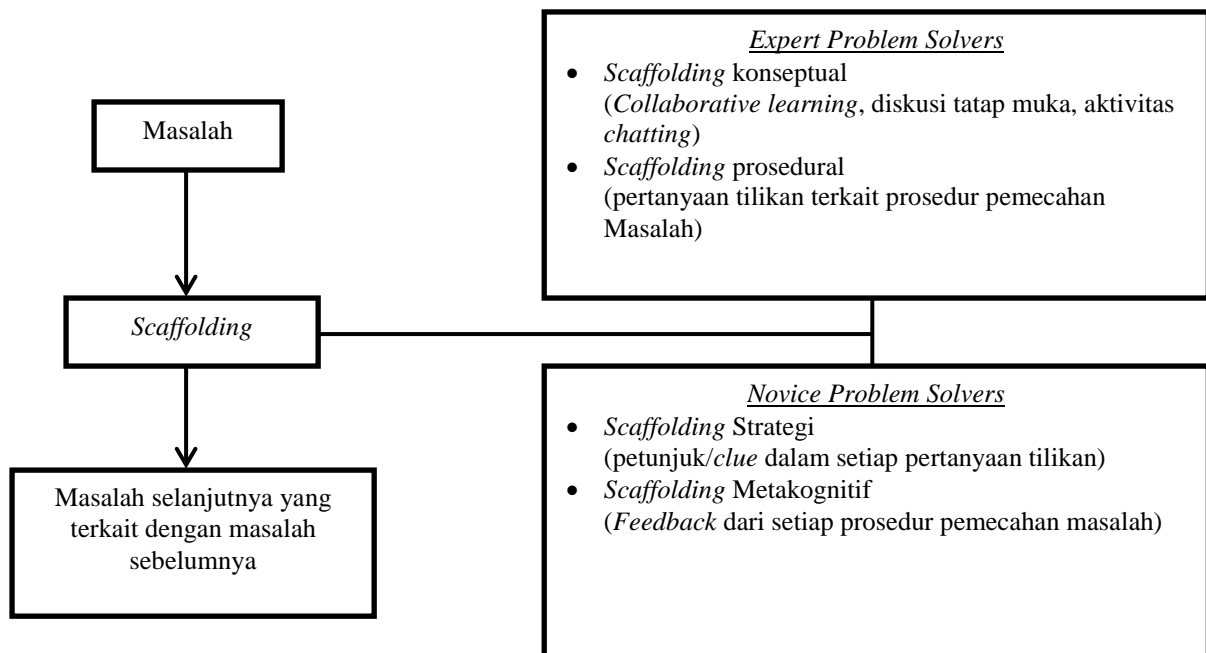 Masalah
Scaffolding
Masalah selanjutnya yang
terkait dengan masalah
sebelumnya
Expert Problem Solvers
• Scaffolding konseptual
(Collaborative learning, diskusi tatap muka, aktivitas
chatting)
• Scaffolding prosedural
(pertanyaan tilikan terkait prosedur pemecahan
Masalah)
Novice Problem Solvers
• Scaffolding Strategi
(petunjuk/clue dalam setiap pertanyaan tilikan)
• Scaffolding Metakognitif
(Feedback dari setiap prosedur pemecahan masalah)